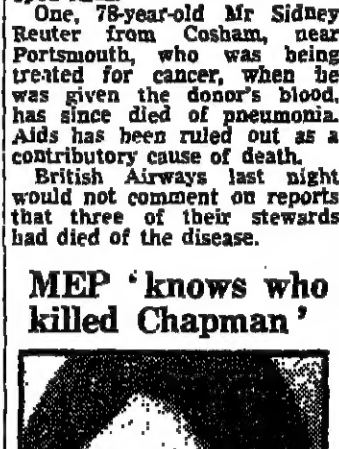 One, 78-year-old Mr Sidney
Reuter from Cosham, near
Portsmouth, who was being
treated for cancer, when he
was given the donor's blood,
has since died of pneumonia.
Aids has been ruled out as a
contributory cause of death.
British Airways last night
would not comment on reports
that three of their stewards
had died of the disease.
MEP ‘knows who
killed Chapman’